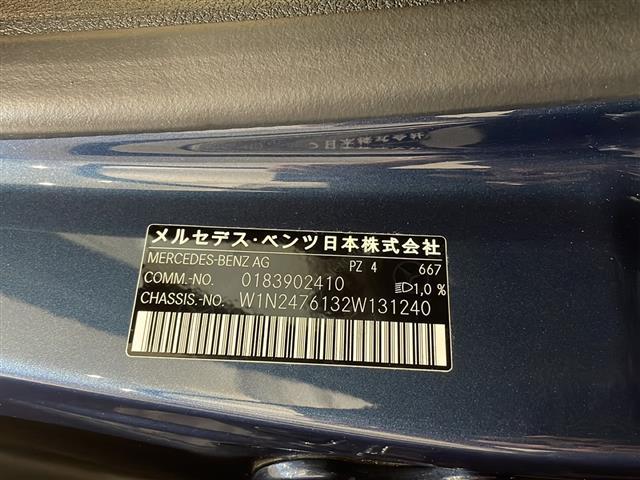 メルセデス・ベンツ日本株式会社
MERCEDES-BENZ AG PZ 4 667
COMM.-NO. 0183902410 1,0 %
CHASSIS.-NO. W1N2476132W131240